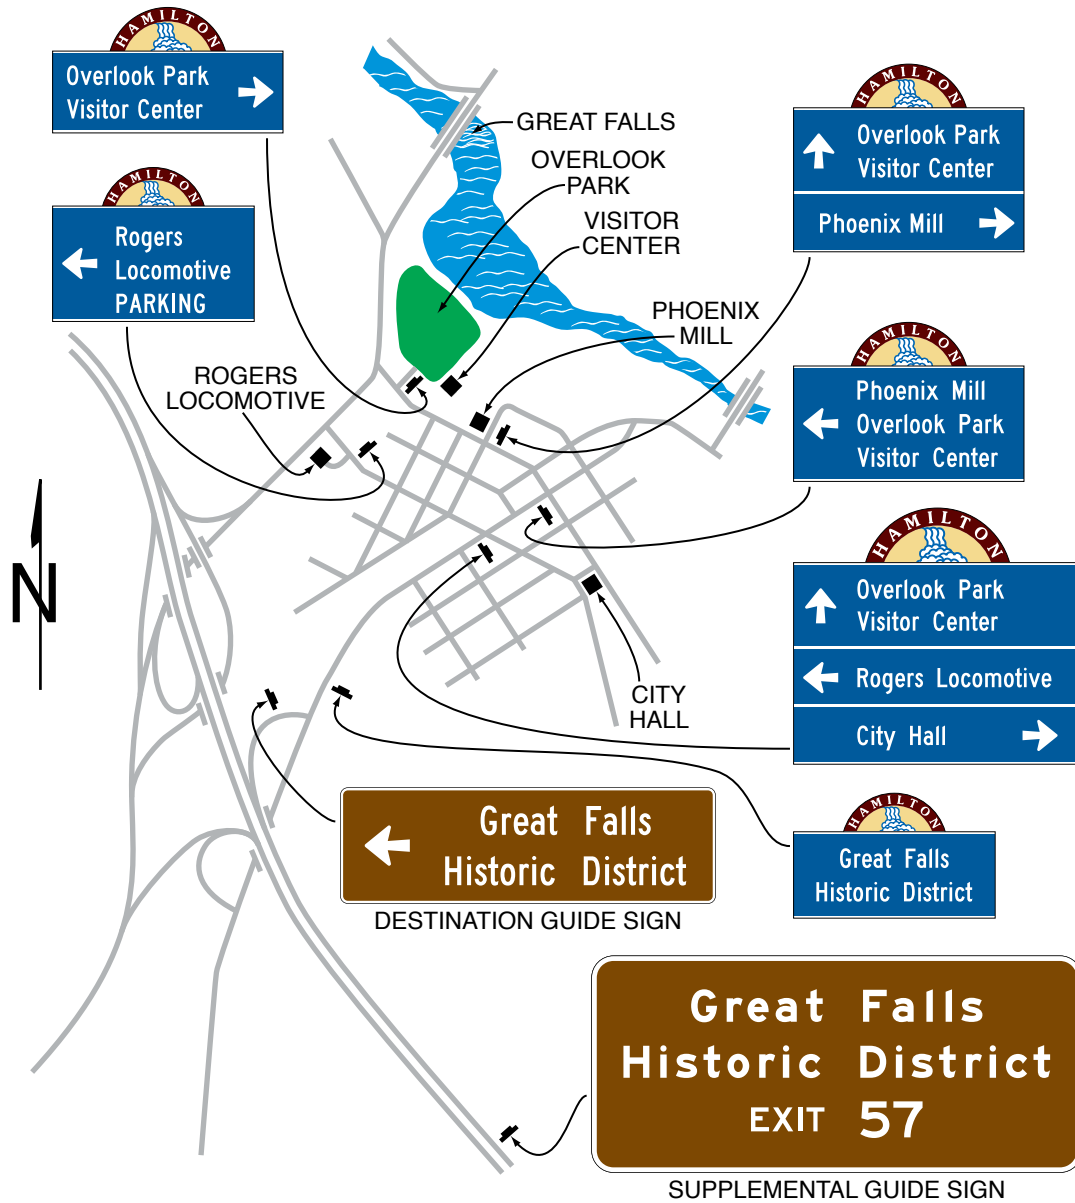 HAMILTON
Overlook Park
Visitor Center
HAMILTON
Rogers
Locomotive
PARKING
GREAT FALLS
OVERLOOK
PARK
VISITOR
CENTER
PHOENIX
MILL
ROGERS
LOCOMOTIVE
HAMILTON
Overlook Park
Visitor Center
Phoenix Mill
HAMILTON
Phoenix Mill
Overlook Park
Visitor Center
N
HAMILTON
Overlook Park
Visitor Center
Rogers Locomotive
City Hall
CITY
HALL
Great Falls
Historic District
DESTINATION GUIDE SIGN
HAMILTON
Great Falls
Historic District
Great Falls
Historic District
EXIT 57
SUPPLEMENTAL GUIDE SIGN